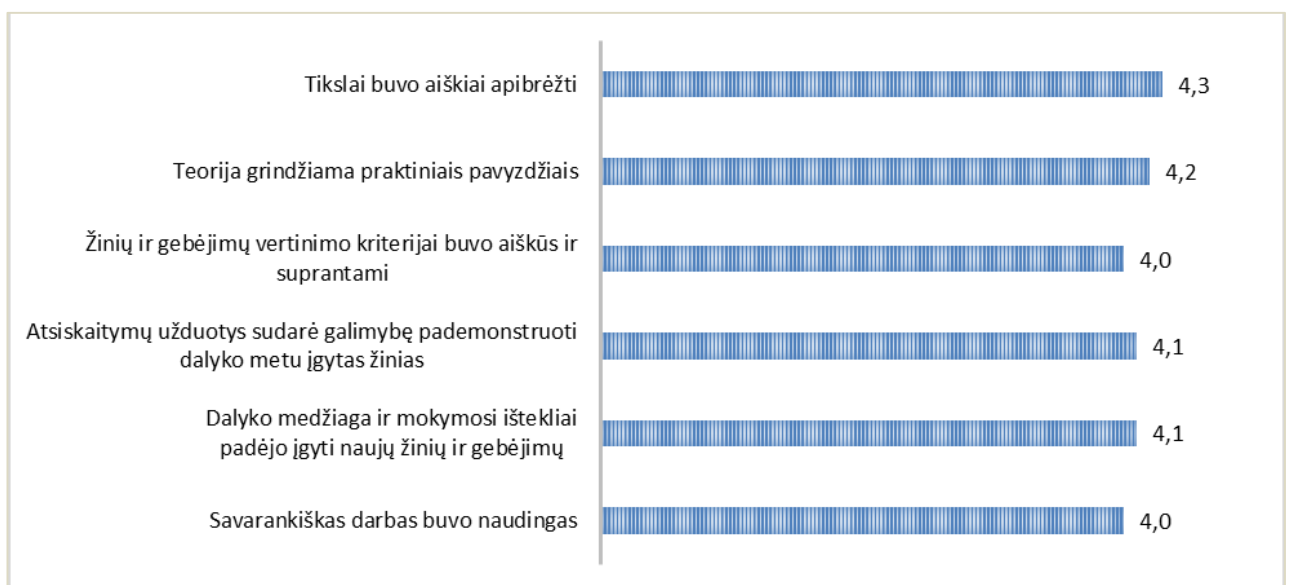 Tikslai buvo aiškiai apibrėžti
4,3
Teorija grindžiama praktiniais pavyzdžiais
4,2
Žinių ir gebėjimų vertinimo kriterijai buvo aiškūs ir
suprantami
4,0
Atsiskaitymų užduotys sudarė galimybę pademonstruoti
dalyko metu įgytas žinias
4,1
Dalyko medžiaga ir mokymosi ištekliai
padėjo įgyti naujų žinių ir gebėjimų
4,1
Savarankiškas darbas buvo naudingas
4,0